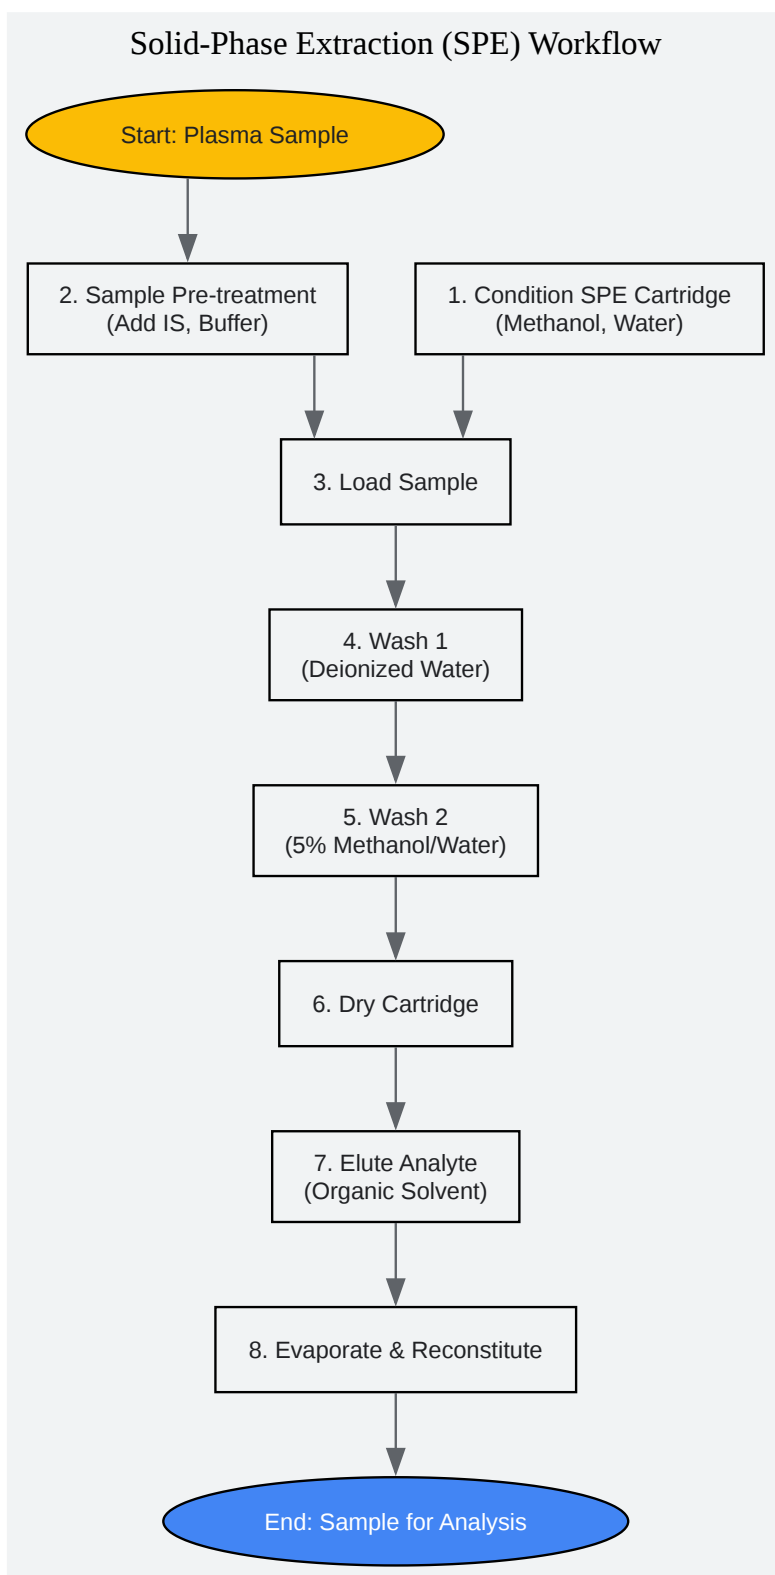 Solid-Phase Extraction (SPE) Workflow
Start: Plasma Sample
2. Sample Pre-treatment
(Add IS, Buffer)
1. Condition SPE Cartridge
(Methanol, Water)
3. Load Sample
4. Wash 1
(Deionized Water)
5. Wash 2
(5% Methanol/Water)
6. Dry Cartridge
7. Elute Analyte
(Organic Solvent)
8. Evaporate & Reconstitute
End: Sample for Analysis